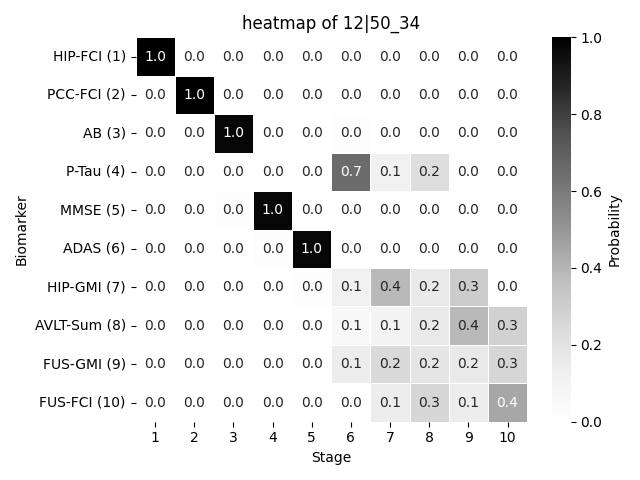 heatmap of 12|50_34
HIP-FCI (1) 1.0 0.0 0.0 0.0 0.0 0.0 0.0 0.0 0.0 0.0
PCC-FCI (2) 0.0 1.0 0.0 0.0 0.0 0.0 0.0 0.0 0.0 0.0
AB (3) 0.0 0.0 1.0 0.0 0.0 0.0 0.0 0.0 0.0 0.0
P-Tau (4) 0.0 0.0 0.0 0.0 0.0 0.7 0.1 0.2 0.0 0.0
MMSE (5) 0.0 0.0 0.0 1.0 0.0 0.0 0.0 0.0 0.0 0.0
ADAS (6) 0.0 0.0 0.0 0.0 1.0 0.0 0.0 0.0 0.0 0.0
HIP-GMI (7) 0.0 0.0 0.0 0.0 0.0 0.1 0.4 0.2 0.3 0.0
AVLT-Sum (8) 0.0 0.0 0.0 0.0 0.0 0.1 0.1 0.2 0.4 0.3
FUS-GMI (9) 0.0 0.0 0.0 0.0 0.0 0.1 0.2 0.2 0.2 0.3
FUS-FCI (10) 0.0 0.0 0.0 0.0 0.0 0.0 0.1 0.3 0.1 0.4
1 2 3 4 5 6 7 8 9 10
Stage
Biomarker
1.0
0.8
0.6
0.4
0.2
0.0
Probability